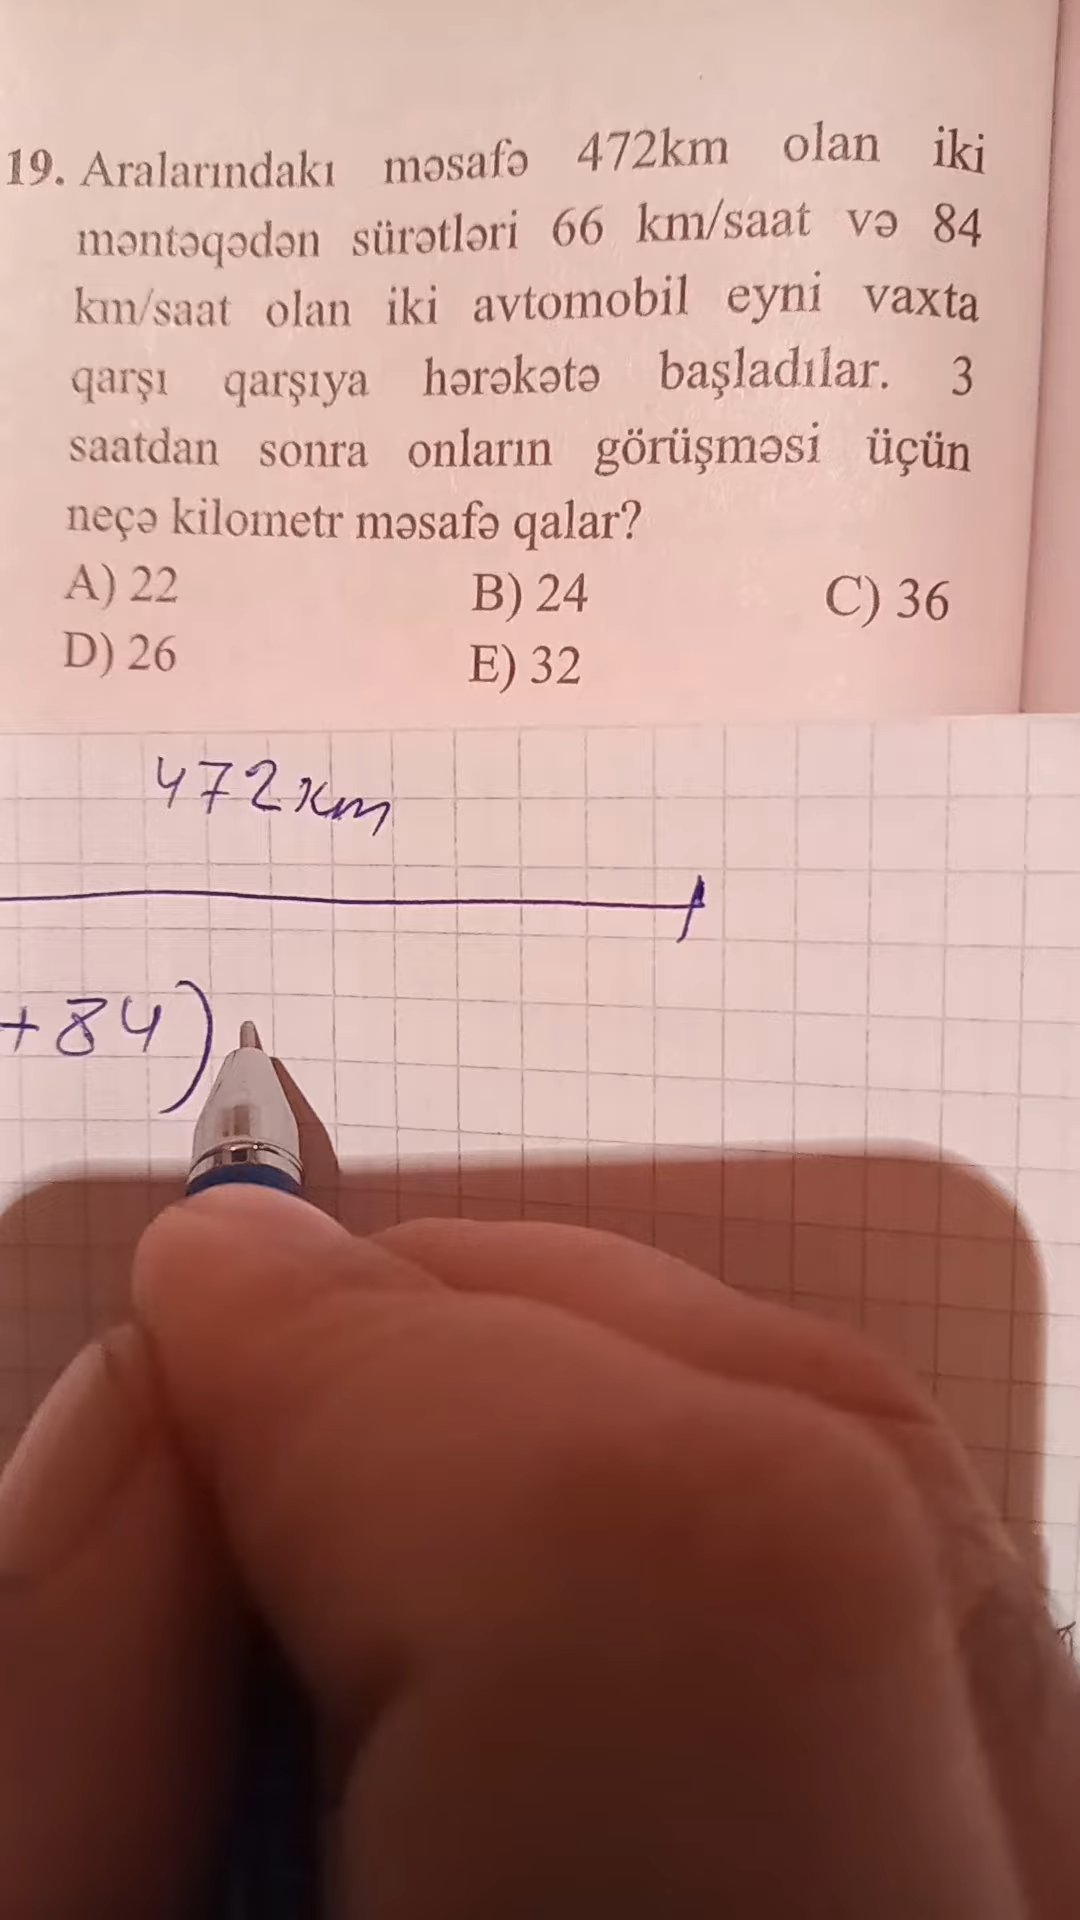 19. Aralarındakı məsafə 472km olan iki
məntəqədən sürətləri 66 km/saat və 84
km/saat olan iki avtomobil eyni vaxta
qarşı qarşıya hərəkətə başladılar. 3
saatdan sonra onların görüşməsi üçün
neçə kilometr məsafə qalar?
A) 22 B) 24 C) 36
D) 26 E) 32
472 km
+84)